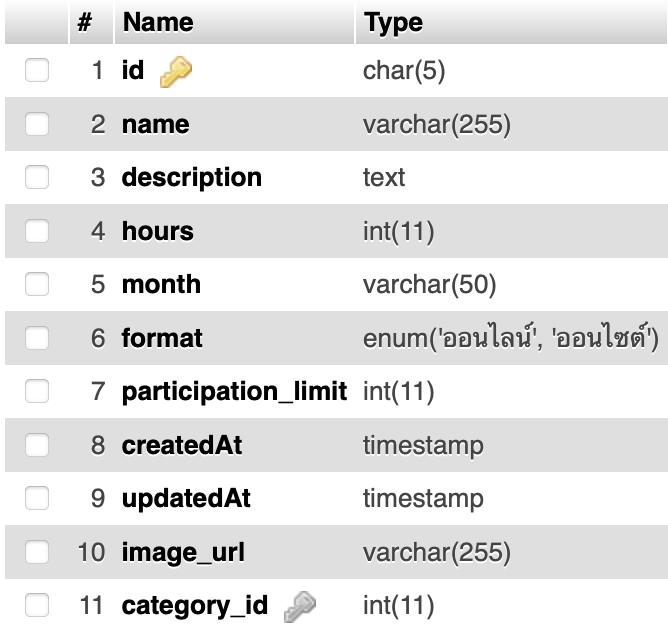 # Name Type
1 id char(5)
2 name varchar(255)
3 description text
4 hours int(11)
5 month varchar(50)
6 format enum('ออนไลน์', 'ออนไซต์')
7 participation_limit int(11)
8 createdAt timestamp
9 updatedAt timestamp
10 image_url varchar(255)
11 category_id int(11)